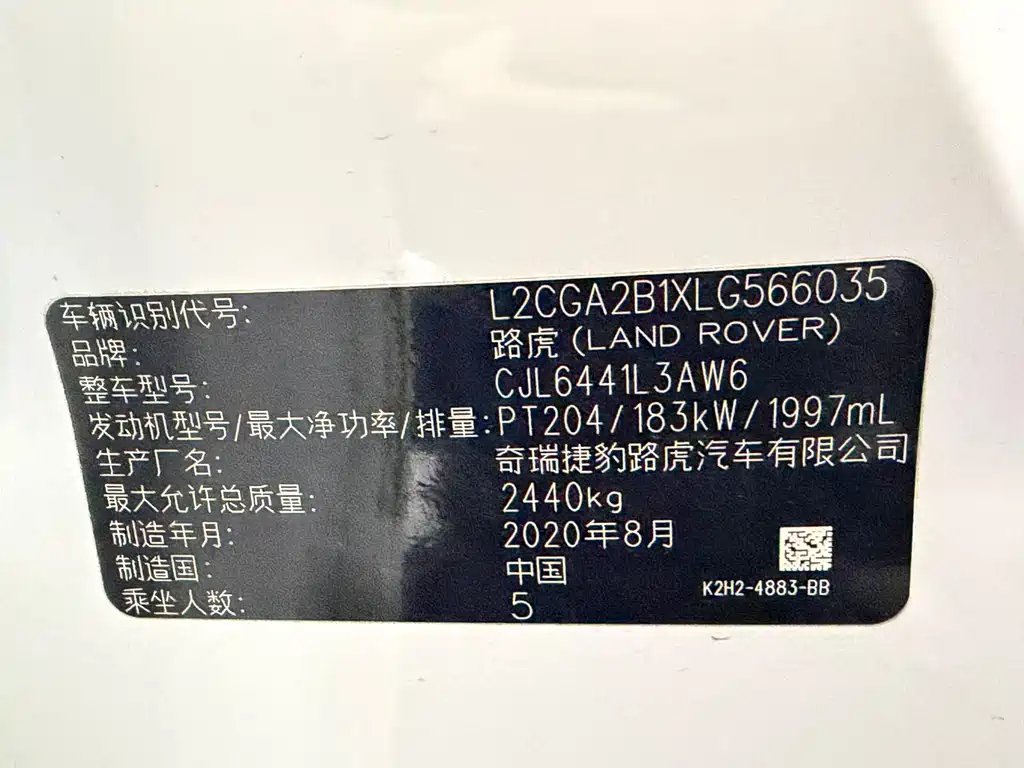 车辆识别代号: L2CGA2B1XLG566035
品牌: 路虎 (LAND ROVER)
整车型号: CJL6441L3AW6
发动机型号/最大净功率/排量: PT204/183kW/1997mL
生产厂名: 奇瑞捷豹路虎汽车有限公司
最大允许总质量: 2440kg
制造年月: 2020年8月
制造国: 中国
乘坐人数: 5
K2H2-4883-BB